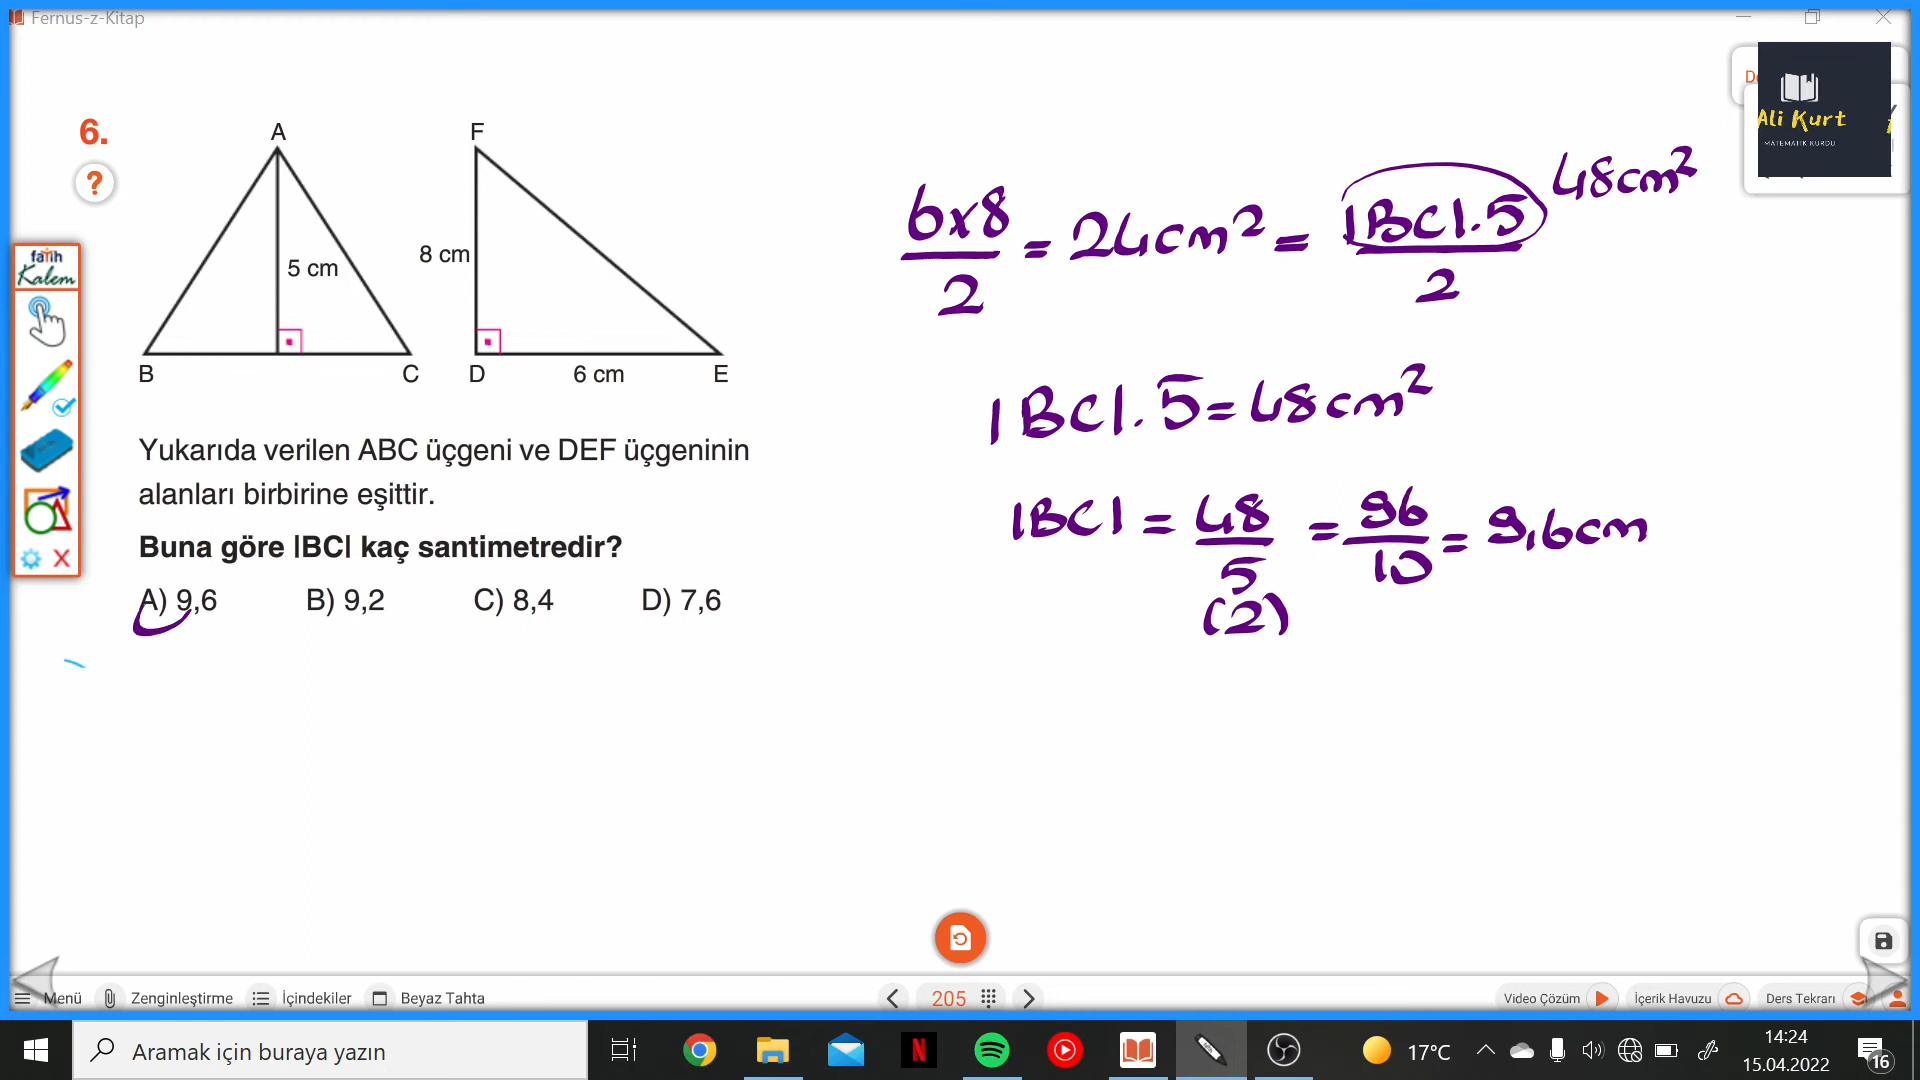 Fernus-z-Kitap
Ali Kurt
MATEMATİK KURDU
6.
?
A
F
5 cm
8 cm
B
C
D
6 cm
E
Yukarıda verilen ABC üçgeni ve DEF üçgeninin
alanları birbirine eşittir.
Buna göre |BC| kaç santimetredir?
A) 9,6 B) 9,2 C) 8,4 D) 7,6
6x8/2 = 24cm² = |BC|.5/2 48cm²
|BC|.5=48cm²
|BC| = 48/5 = 96/10 = 9,6cm
(2)
fatih
Kalem
Menü Zenginleştirme İçindekiler Beyaz Tahta 205 Video Çözüm İçerik Havuzu Ders Tekrarı
Aramak için buraya yazın
17°C
14:24
15.04.2022
16